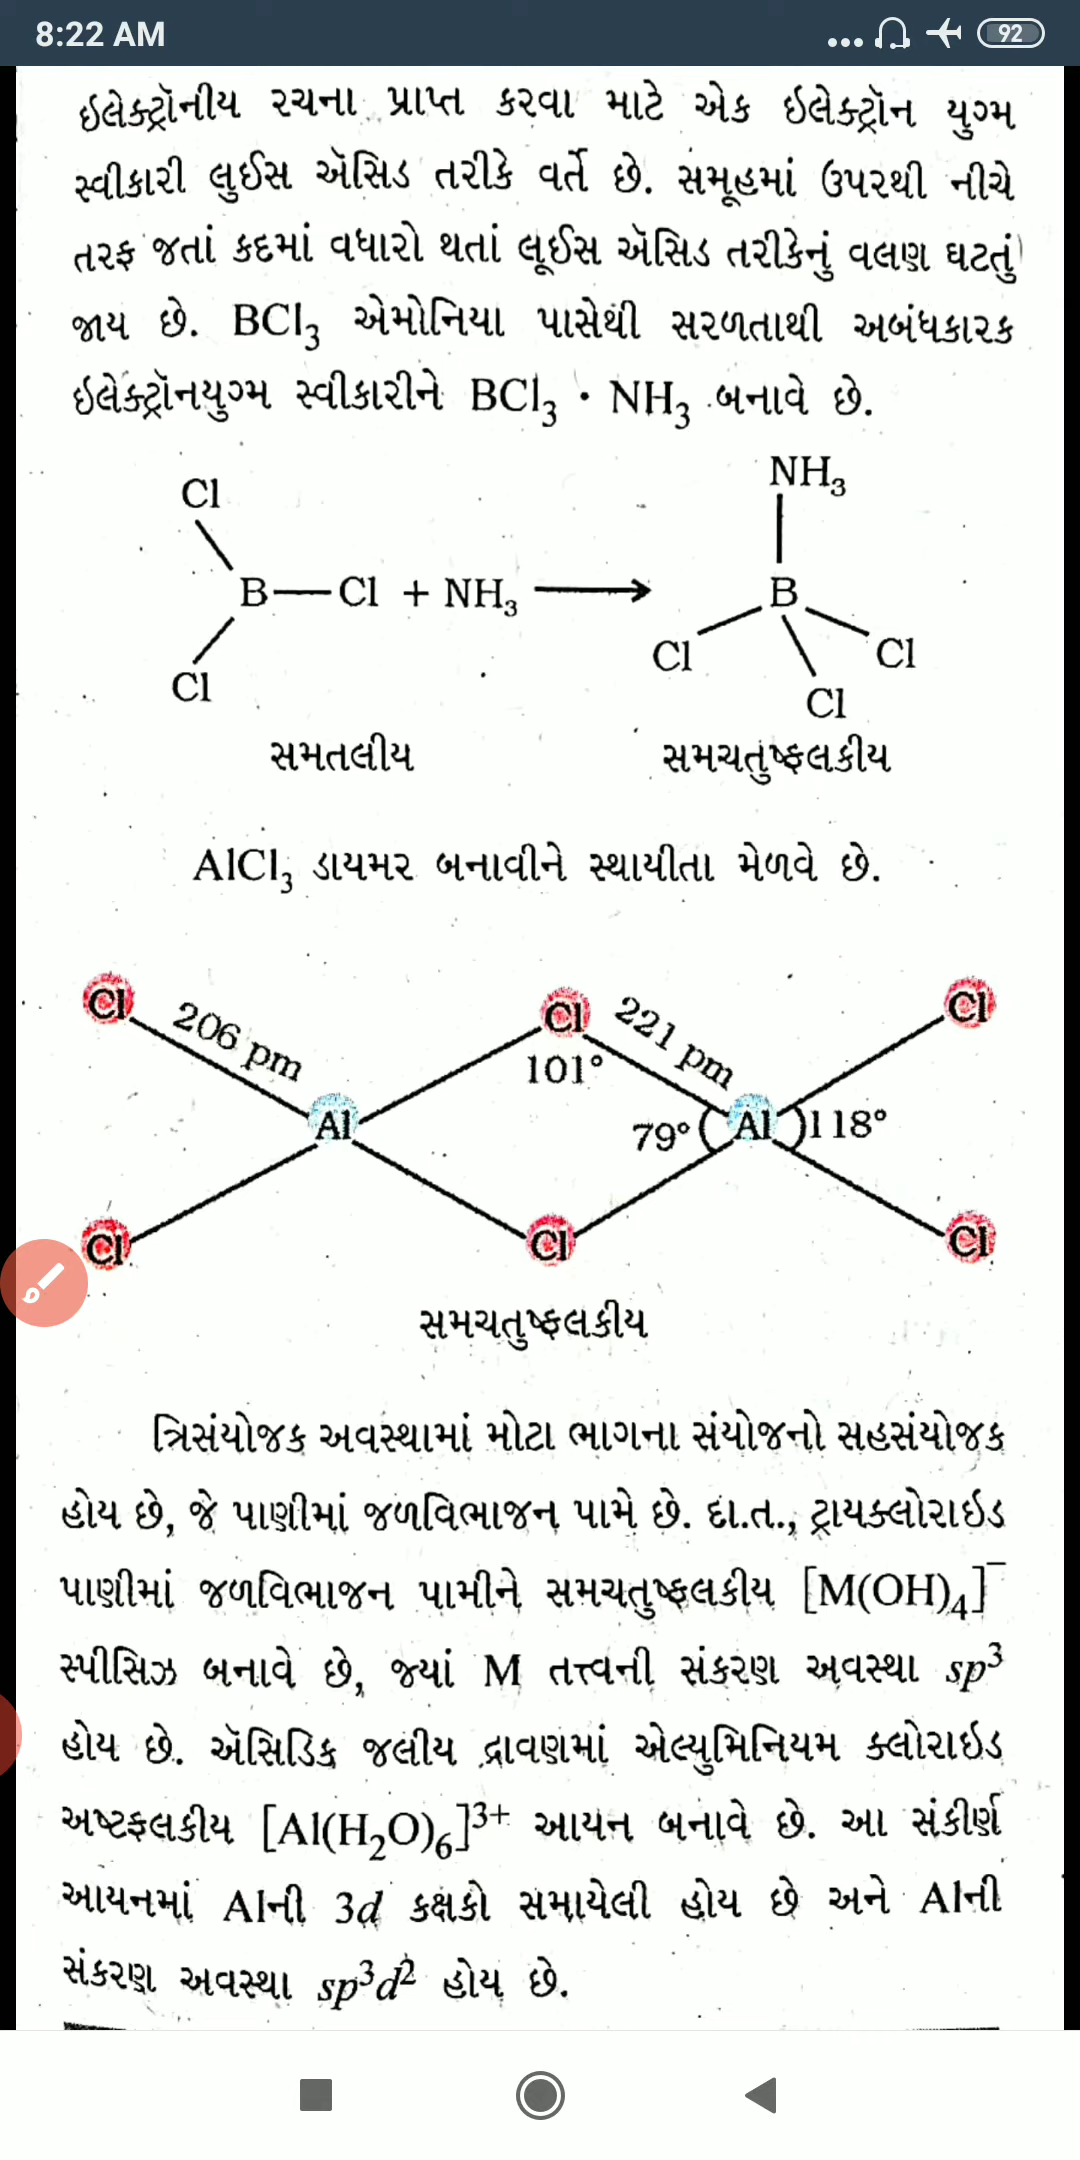 8:22 AM
92
ઇલેક્ટ્રૉનીય રચના પ્રાપ્ત કરવા માટે એક ઇલેક્ટ્રૉન યુગ્મ
સ્વીકારી લુઈસ ઍસિડ તરીકે વર્તે છે. સમૂહમાં ઉપરથી નીચે
તરફ જતાં કદમાં વધારો થતાં લૂઈસ ઍસિડ તરીકેનું વલણ ઘટતું
જાય છે. BCl₃ એમોનિયા પાસેથી સરળતાથી અબંધકારક
ઇલેક્ટ્રૉનયુગ્મ સ્વીકારીને BCl₃ · NH₃ બનાવે છે.
Cl
NH₃
B—Cl + NH₃ ⟶ B
Cl
Cl Cl
Cl
સમતલીય સમચતુષ્ફલકીય
AlCl₃ ડાયમર બનાવીને સ્થાયીતા મેળવે છે.
Cl 206 pm Cl 221 pm Cl
101°
Al 79° Al 118°
Cl Cl Cl
સમચતુષ્ફલકીય
ત્રિસંયોજક અવસ્થામાં મોટા ભાગના સંયોજનો સહસંયોજક
હોય છે, જે પાણીમાં જળવિભાજન પામે છે. દા.ત., ટ્રાયક્લોરાઇડ
પાણીમાં જળવિભાજન પામીને સમચતુષ્ફલકીય [M(OH)₄]⁻
સ્પીસિઝ બનાવે છે, જ્યાં M તત્ત્વની સંકરણ અવસ્થા sp³
હોય છે. ઍસિડિક જલીય દ્રાવણમાં એલ્યુમિનિયમ ક્લોરાઇડ
અષ્ટફલકીય [Al(H₂O)₆]³⁺ આયન બનાવે છે. આ સંકીર્ણ
આયનમાં Alની 3d કક્ષકો સમાયેલી હોય છે અને Alની
સંકરણ અવસ્થા sp³d² હોય છે.